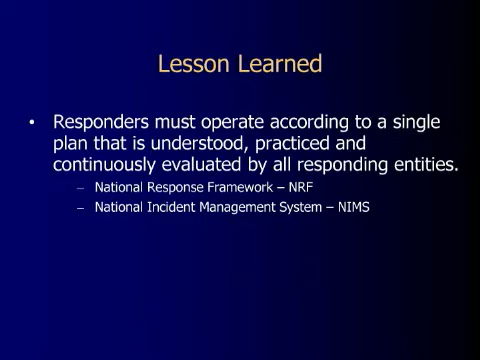 Lesson Learned
• Responders must operate according to a single
plan that is understood, practiced and
continuously evaluated by all responding entities.
– National Response Framework – NRF
– National Incident Management System – NIMS